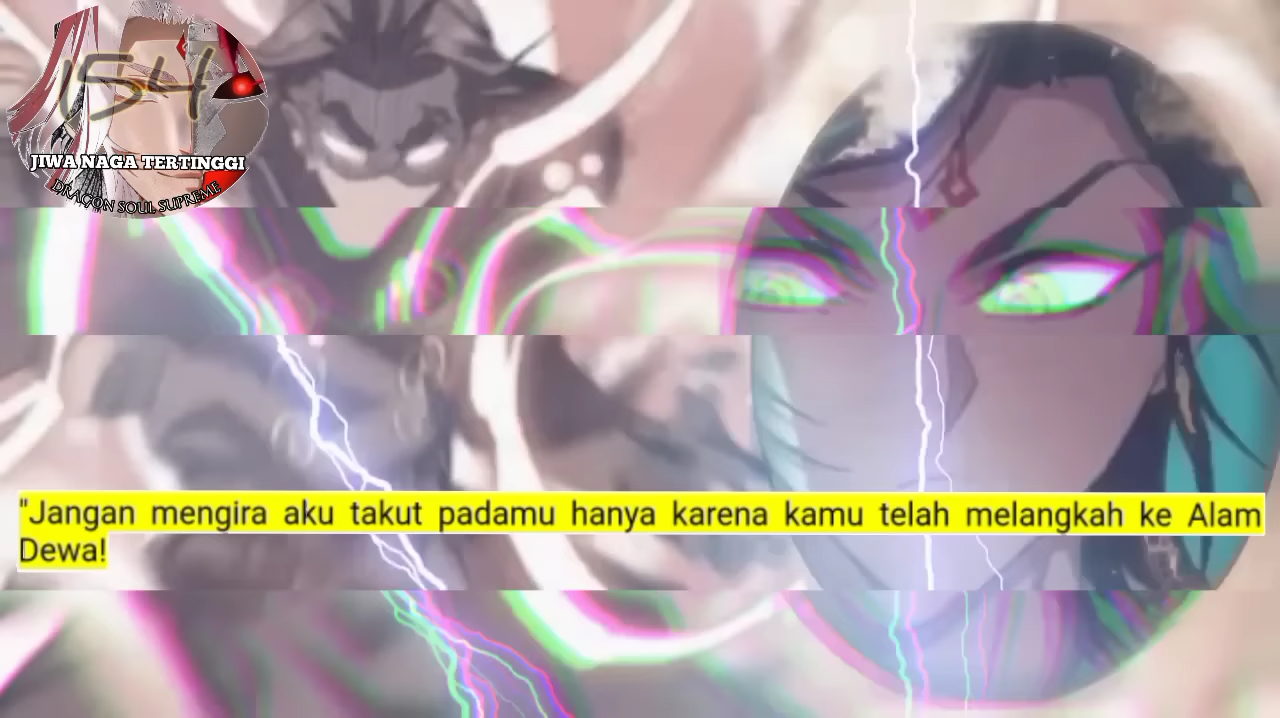 154
JIWA NAGA TERTINGGI
DRAGON SOUL SUPREME
"Jangan mengira aku takut padamu hanya karena kamu telah melangkah ke Alam
Dewa!